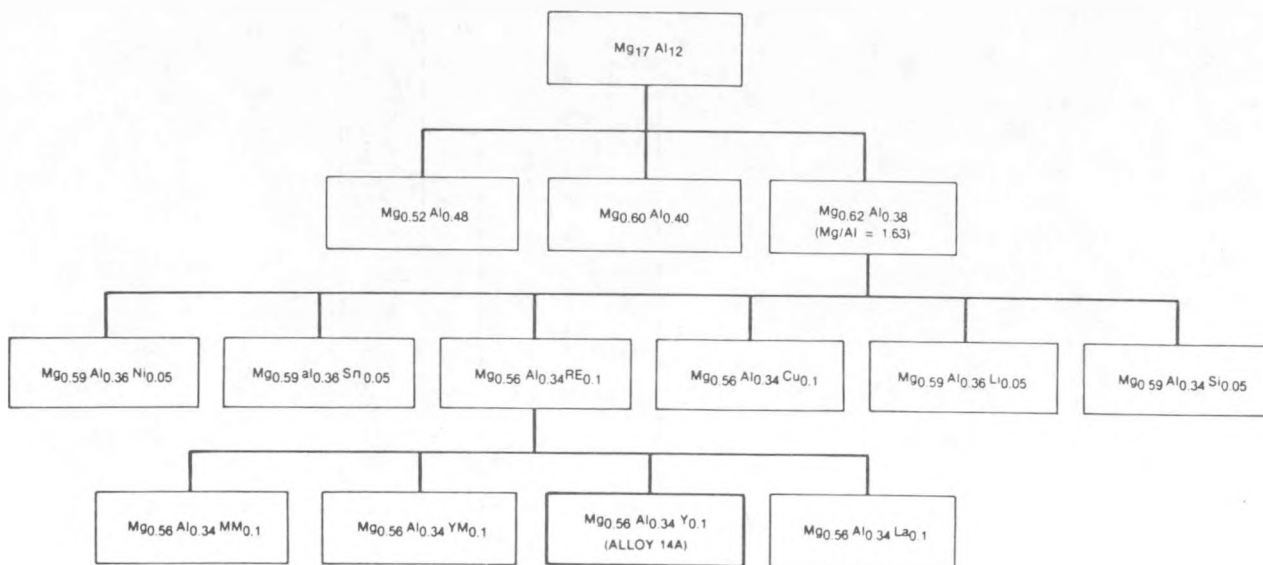 Mg17 Al12
Mg0.52 Al0.48
Mg0.60 Al0.40
Mg0.62 Al0.38
(Mg/Al = 1.63)
Mg0.59 Al0.36 Ni0.05
Mg0.59 al0.36 Sn0.05
Mg0.56 Al0.34 RE0.1
Mg0.56 Al0.34 Cu0.1
Mg0.59 Al0.36 Li0.05
Mg0.59 Al0.34 Si0.05
Mg0.56 Al0.34 MM0.1
Mg0.56 Al0.34 YM0.1
Mg0.56 Al0.34 Y0.1
(ALLOY 14A)
Mg0.56 Al0.34 La0.1